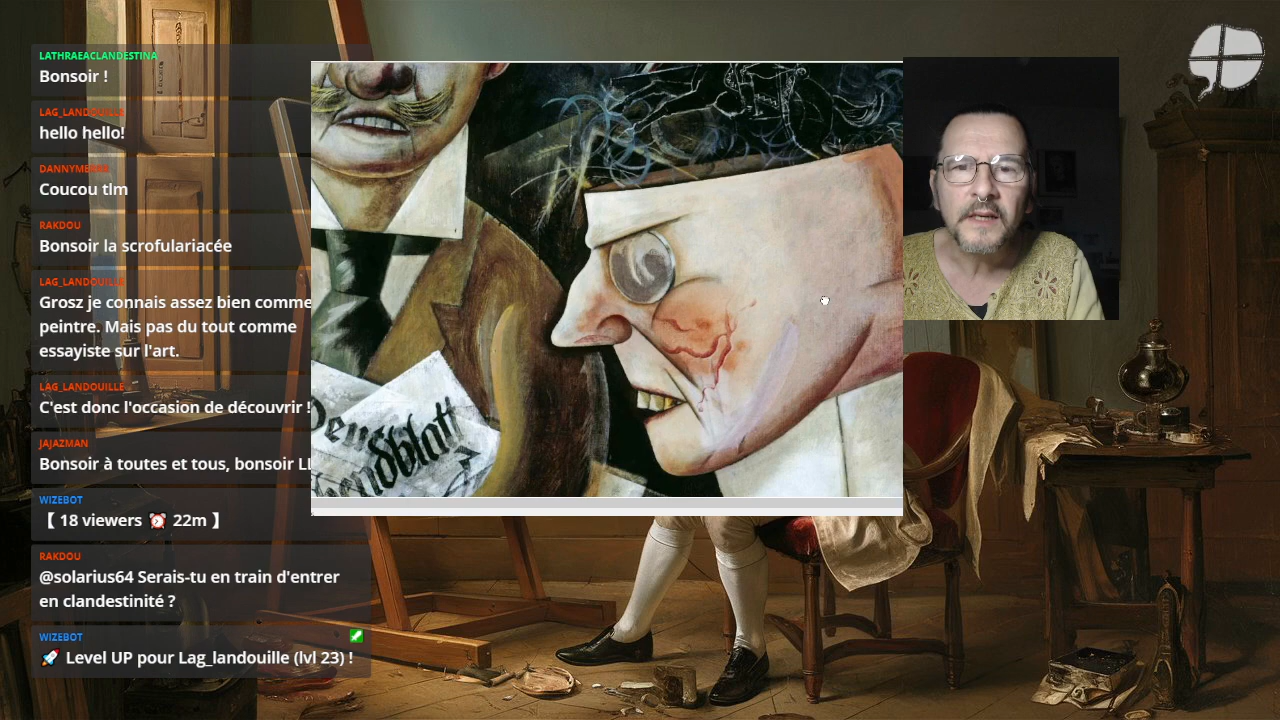 LATHRAEACLANDESTINA
Bonsoir !
LAG_LANDOUILLE
hello hello!
Coucou tlm
RAKDOU
Bonsoir la scrofulariacée
LAG_LANDOUILLE
Grosz je connais assez bien comme
peintre. Mais pas du tout comme
essayiste sur l'art.
LAG_LANDOUILLE
C'est donc l'occasion de découvrir !
JAJAZMAN
Bonsoir à toutes et tous, bonsoir
WIZEBOT
【 18 viewers ⏰ 22m 】
RAKDOU
@solarius64 Serais-tu en train d'entrer
en clandestinité ?
WIZEBOT
🚀 Level UP pour Lag_landouille (lvl 23) !